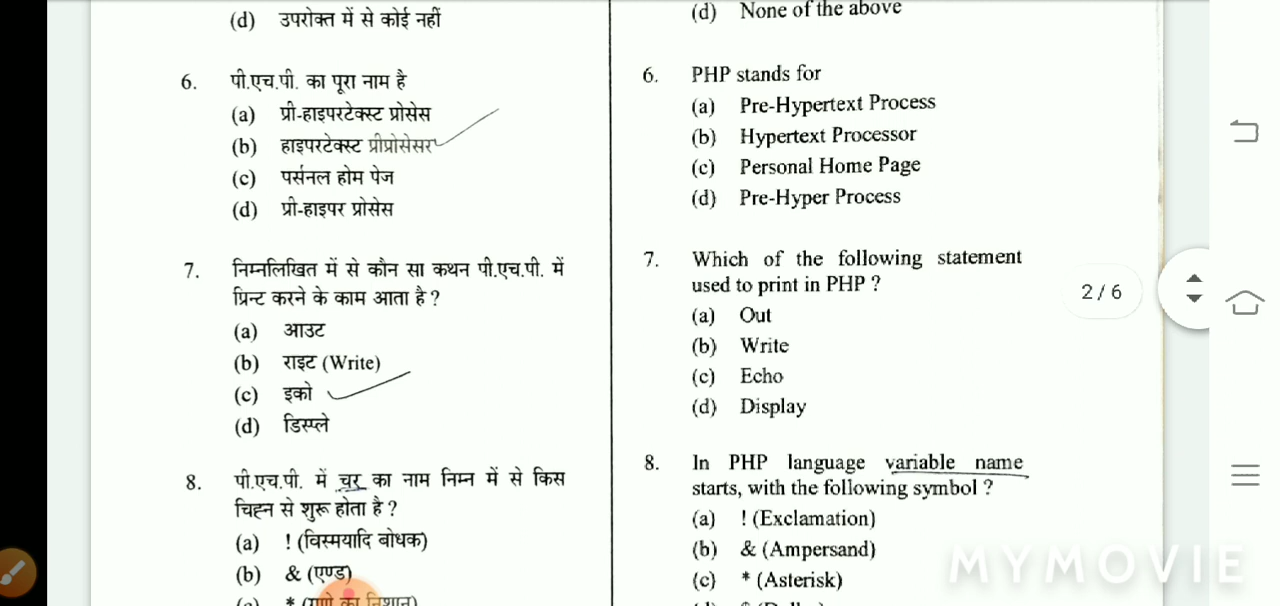 (d) उपरोक्त में से कोई नहीं
6. पी.एच.पी. का पूरा नाम है
(a) प्री-हाइपरटेक्स्ट प्रोसेस
(b) हाइपरटेक्स्ट प्रीप्रोसेसर
(c) पर्सनल होम पेज
(d) प्री-हाइपर प्रोसेस
7. निम्नलिखित में से कौन सा कथन पी.एच.पी. में
प्रिन्ट करने के काम आता है ?
(a) आउट
(b) राइट (Write)
(c) इको
(d) डिस्प्ले
8. पी.एच.पी. में चर का नाम निम्न में से किस
चिह्न से शुरू होता है ?
(a) ! (विस्मयादि बोधक)
(b) & (एण्ड)
(c) * (गुणे का निशान)
(d) None of the above
6. PHP stands for
(a) Pre-Hypertext Process
(b) Hypertext Processor
(c) Personal Home Page
(d) Pre-Hyper Process
7. Which of the following statement
used to print in PHP ?
(a) Out
(b) Write
(c) Echo
(d) Display
8. In PHP language variable name
starts, with the following symbol ?
(a) ! (Exclamation)
(b) & (Ampersand)
(c) * (Asterisk)
2 / 6
MYMOVIE